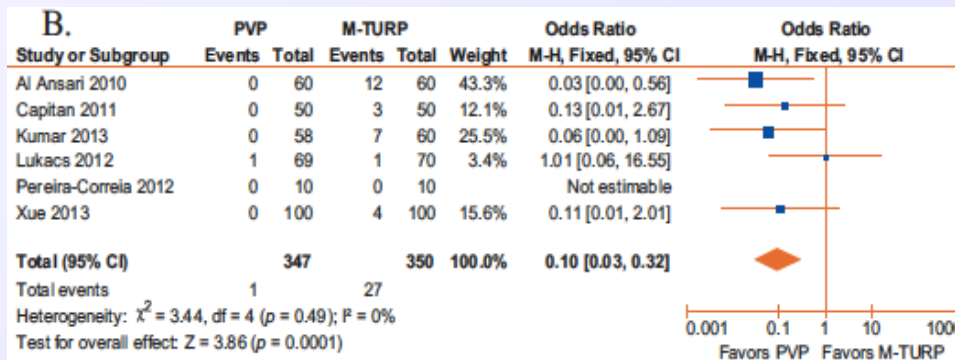 B.
PVP M-TURP Odds Ratio Odds Ratio
Study or Subgroup Events Total Events Total Weight M-H, Fixed, 95% CI M-H, Fixed, 95% CI
Al Ansari 2010 0 60 12 60 43.3% 0.03 [0.00, 0.56]
Capitan 2011 0 50 3 50 12.1% 0.13 [0.01, 2.67]
Kumar 2013 0 58 7 60 25.5% 0.06 [0.00, 1.09]
Lukacs 2012 1 69 1 70 3.4% 1.01 [0.06, 16.55]
Pereira-Correia 2012 0 10 0 10 Not estimable
Xue 2013 0 100 4 100 15.6% 0.11 [0.01, 2.01]
Total (95% CI) 347 350 100.0% 0.10 [0.03, 0.32]
Total events 1 27
Heterogeneity: χ² = 3.44, df = 4 (p = 0.49); I² = 0%
Test for overall effect: Z = 3.86 (p = 0.0001)
0.001 0.1 1 10 1000
Favors PVP Favors M-TURP